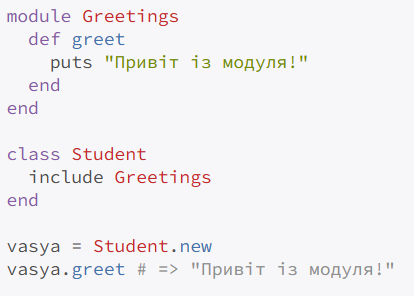 module Greetings
  def greet
    puts "Привіт із модуля!"
  end
end

class Student
  include Greetings
end

vasya = Student.new
vasya.greet # => "Привіт із модуля!"